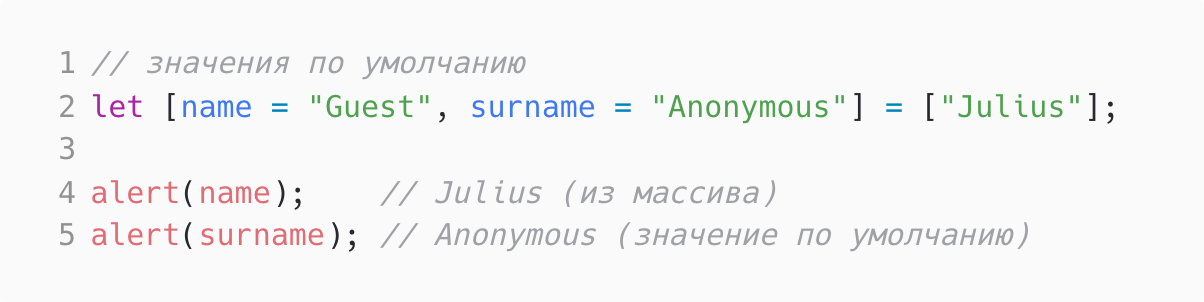 1 // значения по умолчанию
2 let [name = "Guest", surname = "Anonymous"] = ["Julius"];
3
4 alert(name);    // Julius (из массива)
5 alert(surname); // Anonymous (значение по умолчанию)